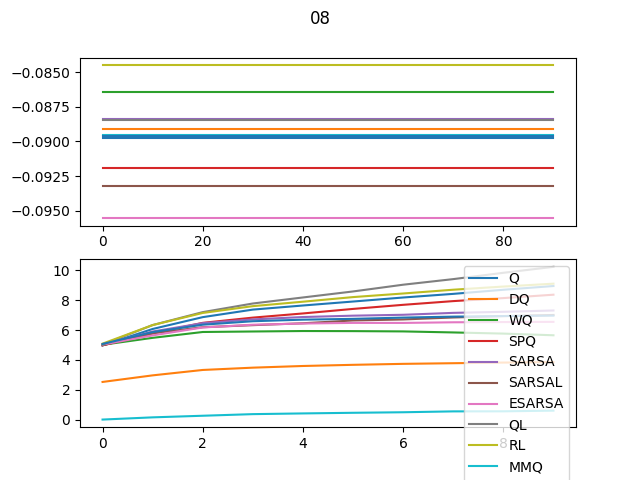 08
−0.0850
−0.0875
−0.0900
−0.0925
−0.0950
0 20 40 60 80
10
8
6
4
2
0
0 2 4 6 8
Q
DQ
WQ
SPQ
SARSA
SARSAL
ESARSA
QL
RL
MMQ